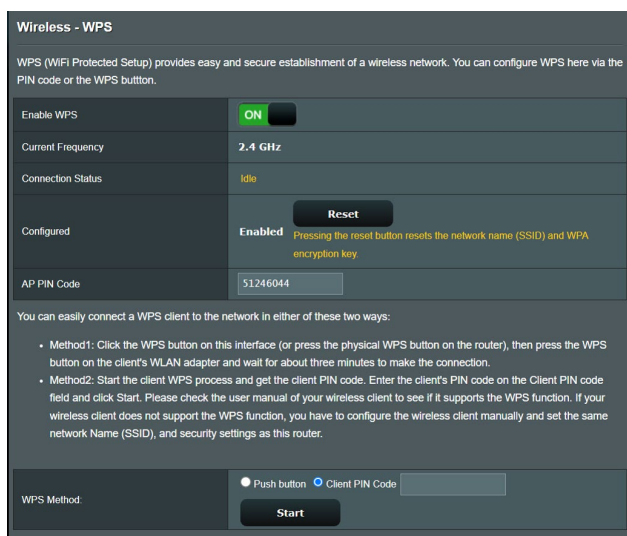 Wireless - WPS
WPS (WiFi Protected Setup) provides easy and secure establishment of a wireless network. You can configure WPS here via the
PIN code or the WPS buttton.
Enable WPS
ON
Current Frequency
2.4 GHz
Connection Status
Idle
Configured
Enabled
Reset
Pressing the reset button resets the network name (SSID) and WPA
encryption key.
AP PIN Code
51246044
You can easily connect a WPS client to the network in either of these two ways:
• Method1: Click the WPS button on this interface (or press the physical WPS button on the router), then press the WPS
button on the client's WLAN adapter and wait for about three minutes to make the connection.
• Method2: Start the client WPS process and get the client PIN code. Enter the client's PIN code on the Client PIN code
field and click Start. Please check the user manual of your wireless client to see if it supports the WPS function. If your
wireless client does not support the WPS function, you have to configure the wireless client manually and set the same
network Name (SSID), and security settings as this router.
WPS Method:
Push button Client PIN Code
Start